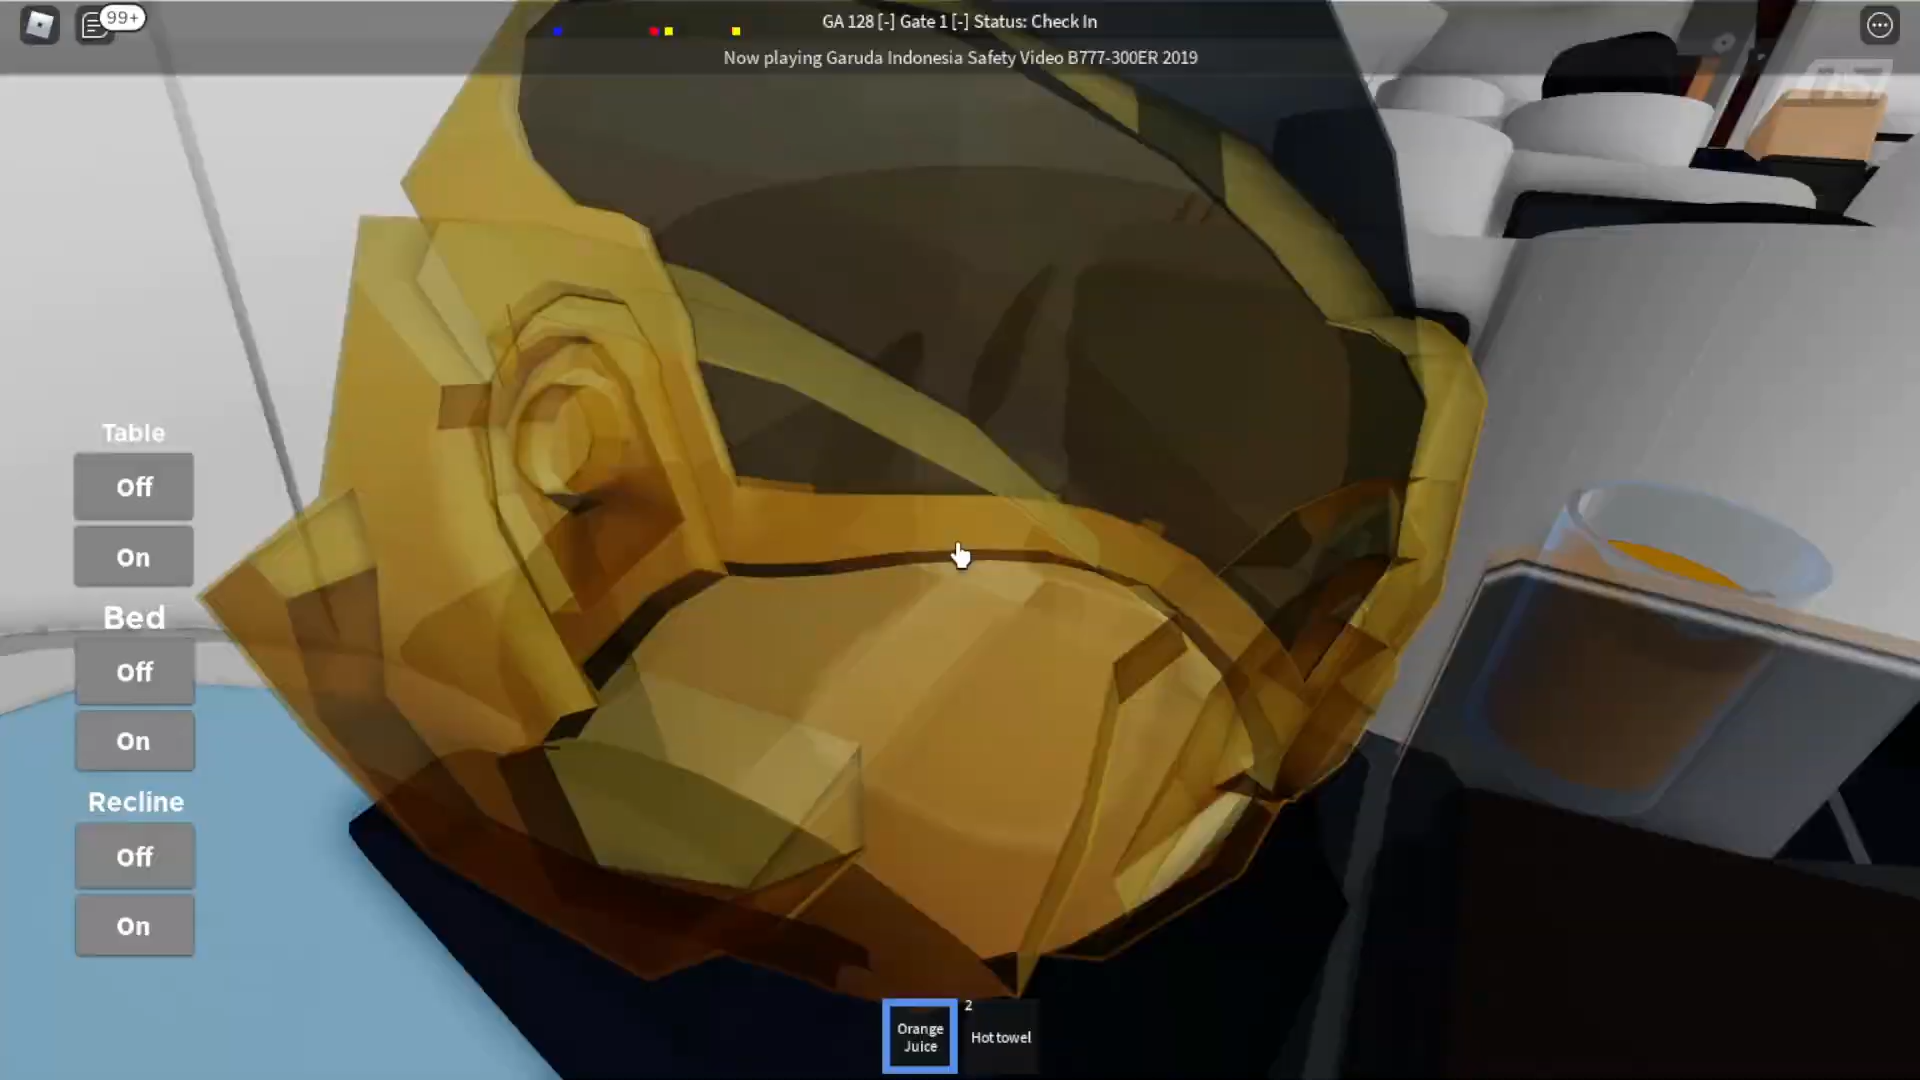 99+
GA 128 [-] Gate 1 [-] Status: Check In
Now playing Garuda Indonesia Safety Video B777-300ER 2019
Table
Off
On
Bed
Off
On
Recline
Off
On
Orange
Juice
2
Hot towel